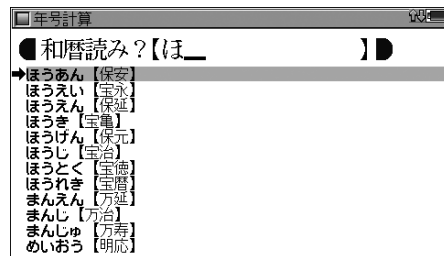 年号計算
和暦読み?【ほ 】
➡ほうあん【保安】
ほうえい【宝永】
ほうえん【保延】
ほうき【宝亀】
ほうげん【保元】
ほうじ【宝治】
ほうとく【宝徳】
ほうれき【宝暦】
まんえん【万延】
まんじ【万治】
まんじゅ【万寿】
めいおう【明応】